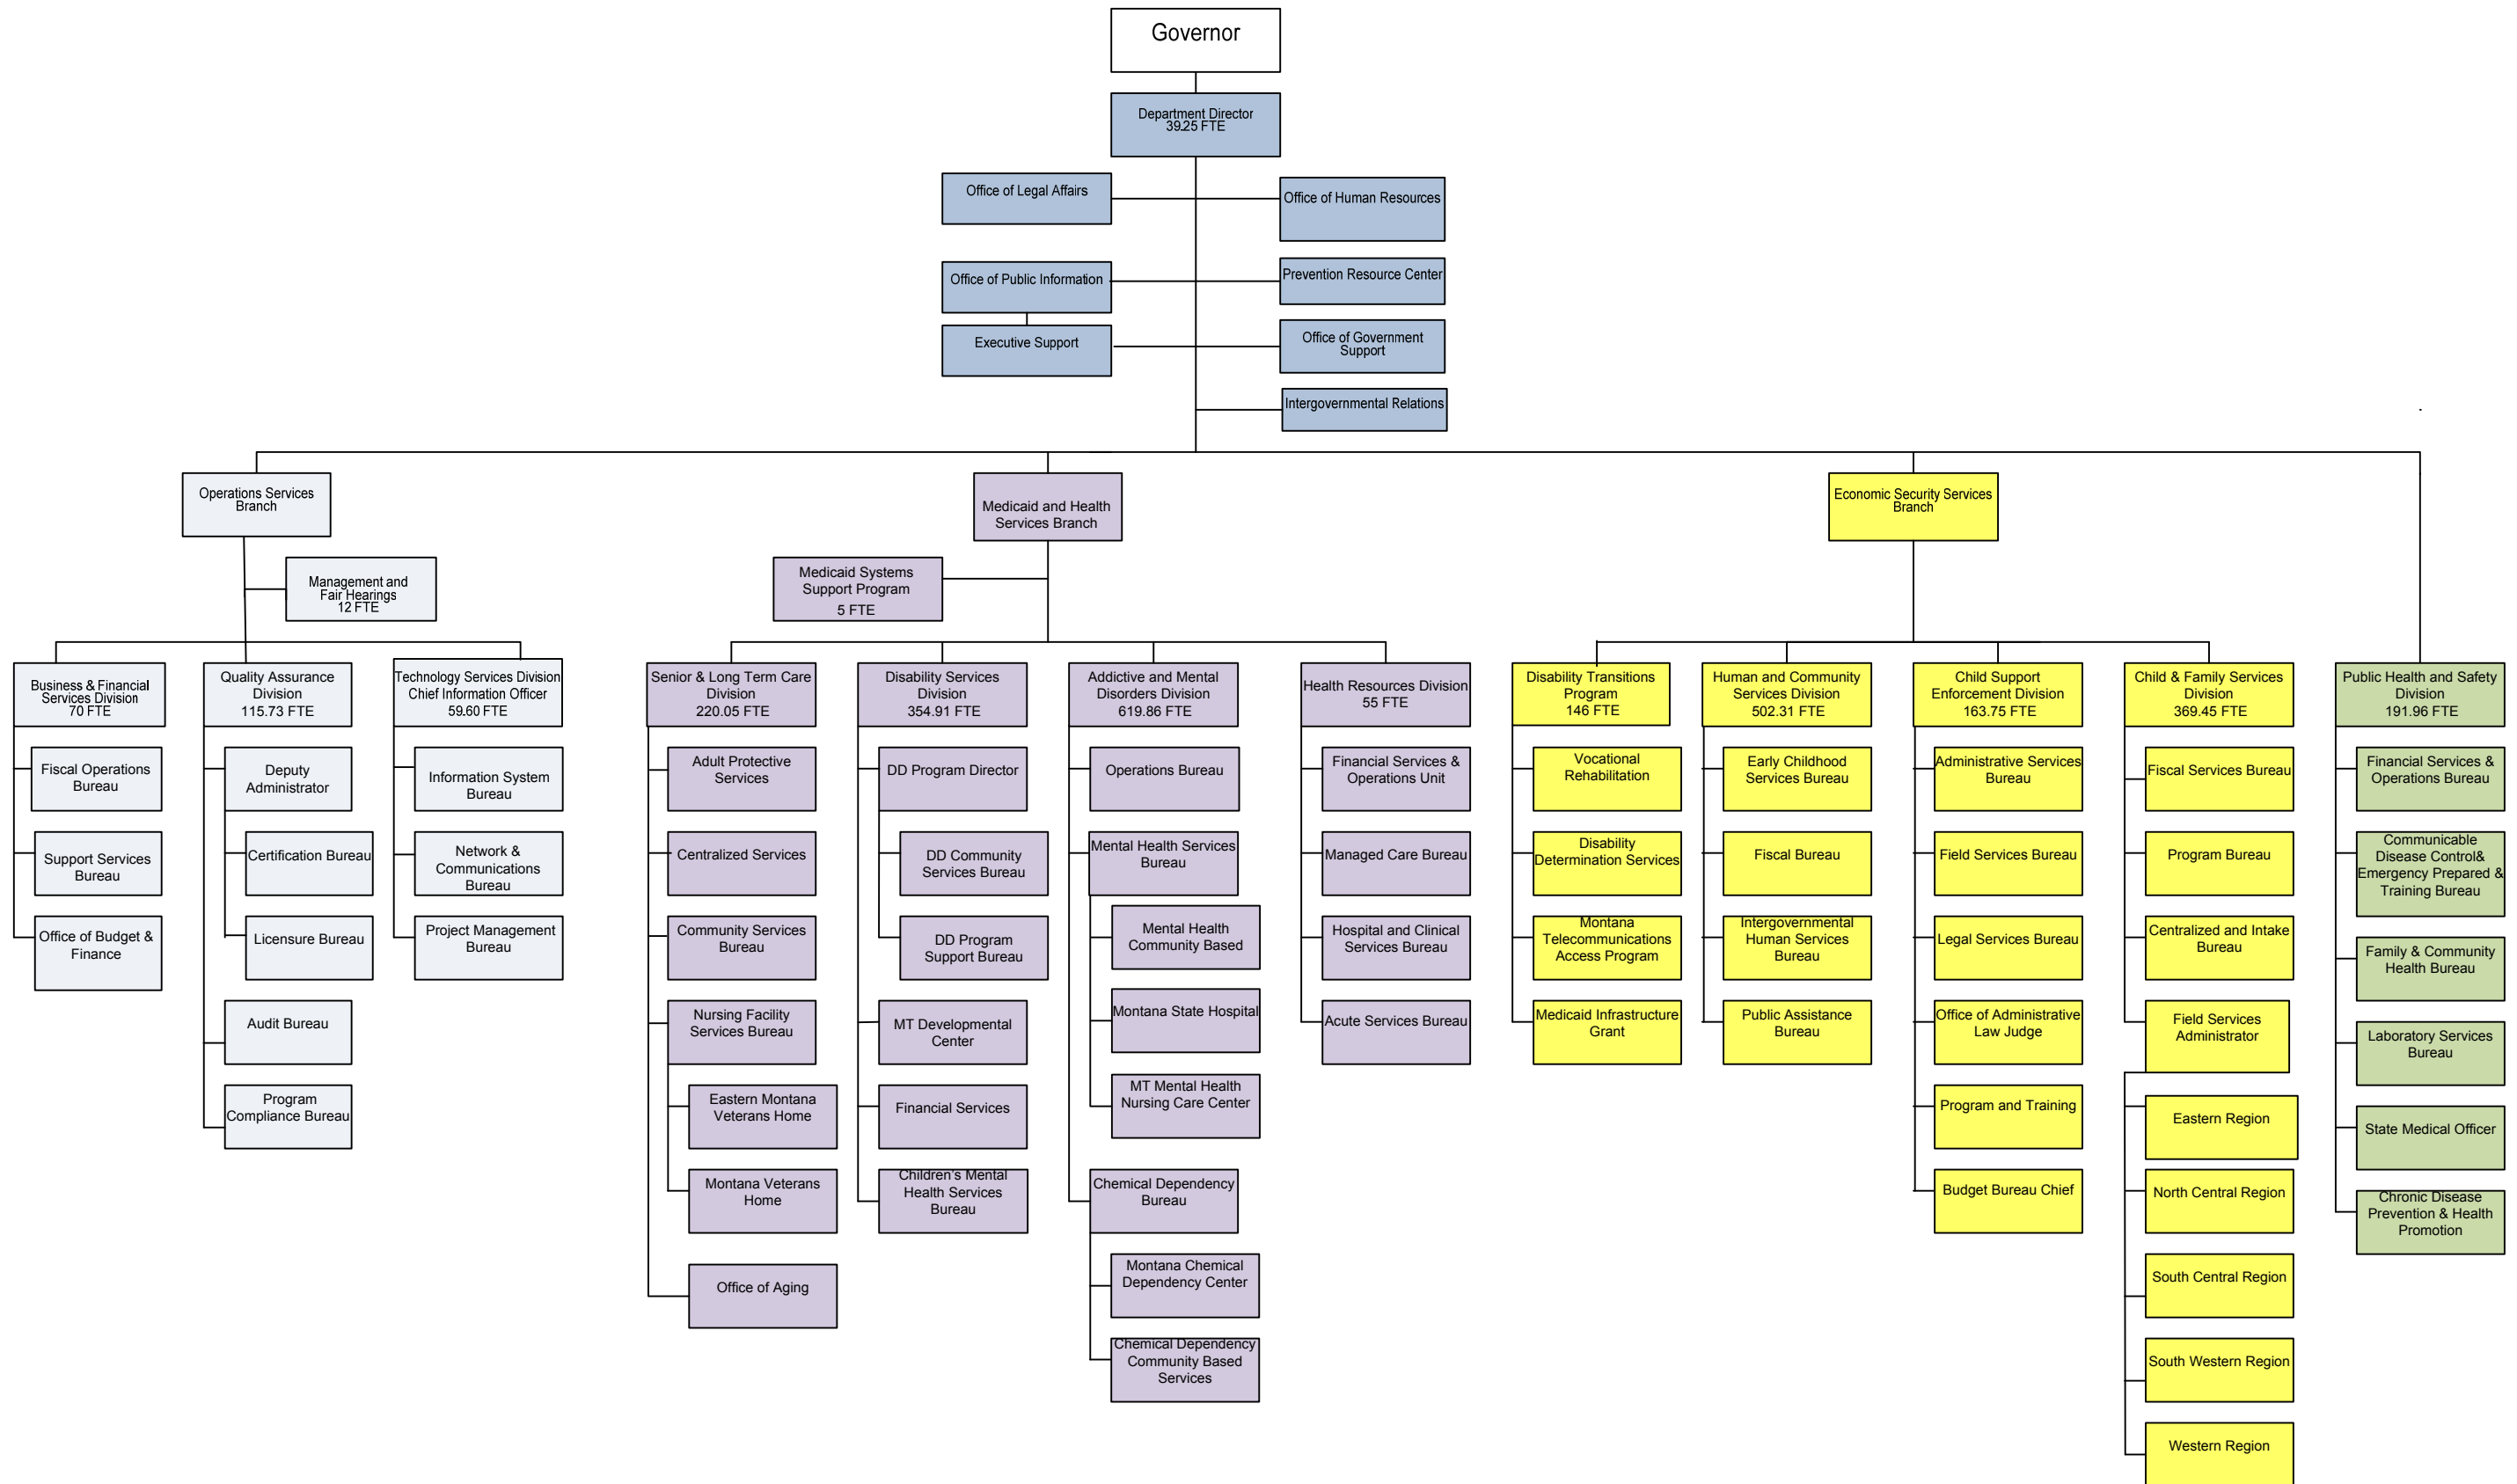 Governor
Department Director
39.25 FTE
Office of Legal Affairs
Office of Human Resources
Office of Public Information
Prevention Resource Center
Executive Support
Office of Government
Support
Intergovernmental Relations
Operations Services
Branch
Medicaid and Health
Services Branch
Economic Security Services
Branch
Management and
Fair Hearings
12 FTE
Medicaid Systems
Support Program
5 FTE
Business & Financial
Services Division
70 FTE
Quality Assurance
Division
115.73 FTE
Technology Services Division
Chief Information Officer
59.60 FTE
Senior & Long Term Care
Division
220.05 FTE
Disability Services
Division
354.91 FTE
Addictive and Mental
Disorders Division
619.86 FTE
Health Resources Division
55 FTE
Disability Transitions
Program
146 FTE
Human and Community
Services Division
502.31 FTE
Child Support
Enforcement Division
163.75 FTE
Child & Family Services
Division
369.45 FTE
Public Health and Safety
Division
191.96 FTE
Fiscal Operations
Bureau
Support Services
Bureau
Office of Budget &
Finance
Deputy
Administrator
Certification Bureau
Licensure Bureau
Audit Bureau
Program
Compliance Bureau
Information System
Bureau
Network &
Communications
Bureau
Project Management
Bureau
Adult Protective
Services
Centralized Services
Community Services
Bureau
Nursing Facility
Services Bureau
Eastern Montana
Veterans Home
Montana Veterans
Home
Office of Aging
DD Program Director
DD Community
Services Bureau
DD Program
Support Bureau
MT Developmental
Center
Financial Services
Children's Mental
Health Services
Bureau
Operations Bureau
Mental Health Services
Bureau
Mental Health
Community Based
Montana State Hospital
MT Mental Health
Nursing Care Center
Chemical Dependency
Bureau
Montana Chemical
Dependency Center
Chemical Dependency
Community Based
Services
Financial Services &
Operations Unit
Managed Care Bureau
Hospital and Clinical
Services Bureau
Acute Services Bureau
Vocational
Rehabilitation
Disability
Determination Services
Montana
Telecommunications
Access Program
Medicaid Infrastructure
Grant
Early Childhood
Services Bureau
Fiscal Bureau
Intergovernmental
Human Services
Bureau
Public Assistance
Bureau
Administrative Services
Bureau
Field Services Bureau
Legal Services Bureau
Office of Administrative
Law Judge
Program and Training
Budget Bureau Chief
Fiscal Services Bureau
Program Bureau
Centralized and Intake
Bureau
Field Services
Administrator
Eastern Region
North Central Region
South Central Region
South Western Region
Western Region
Financial Services &
Operations Bureau
Communicable
Disease Control&
Emergency Prepared &
Training Bureau
Family & Community
Health Bureau
Laboratory Services
Bureau
State Medical Officer
Chronic Disease
Prevention & Health
Promotion